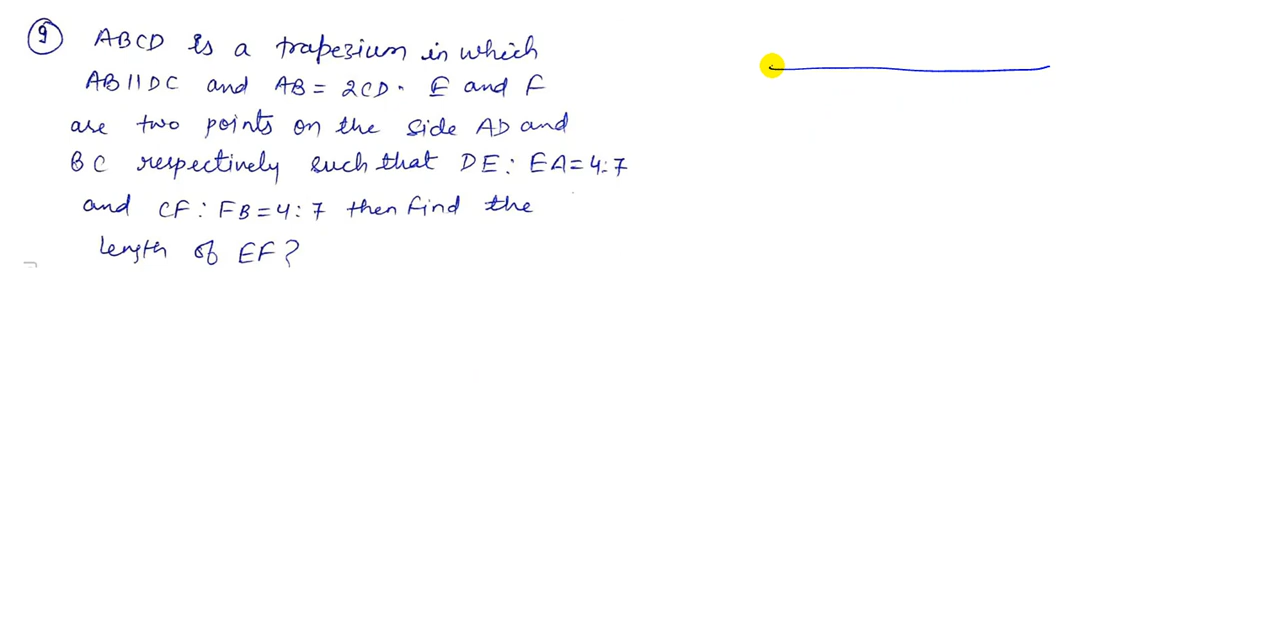 9 ABCD is a trapezium in which
AB || DC and AB = 2CD. E and F
are two points on the side AD and
BC respectively such that DE : EA = 4:7
and CF : FB = 4 : 7 then find the
length of EF?